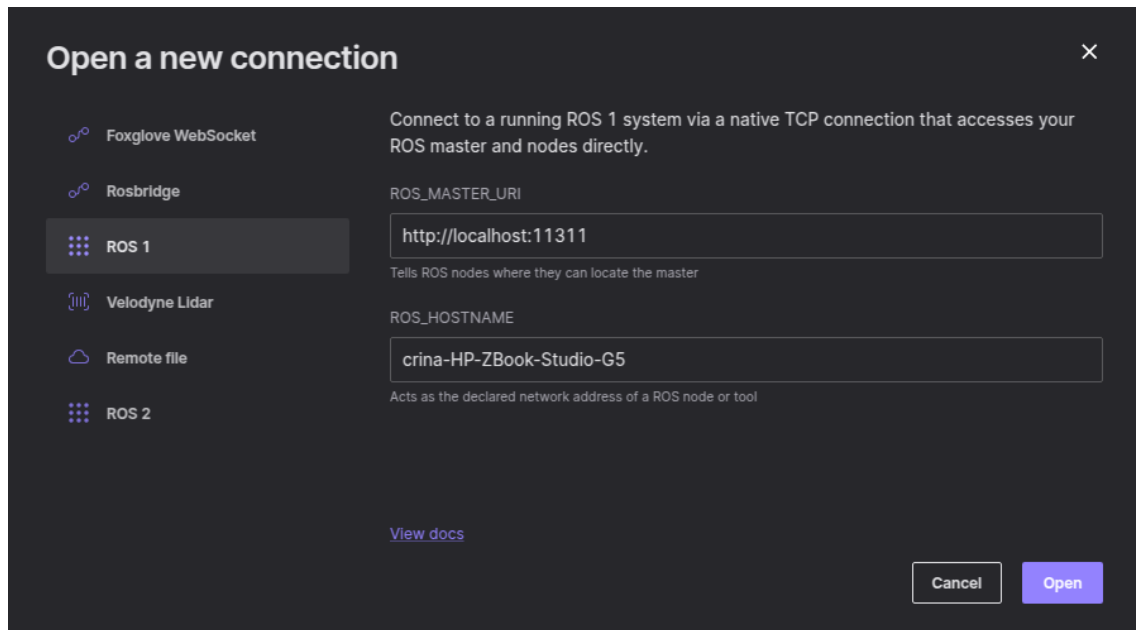 Open a new connection
Foxglove WebSocket
Rosbridge
ROS 1
Velodyne Lidar
Remote file
ROS 2
Connect to a running ROS 1 system via a native TCP connection that accesses your
ROS master and nodes directly.
ROS_MASTER_URI
http://localhost:11311
Tells ROS nodes where they can locate the master
ROS_HOSTNAME
crina-HP-ZBook-Studio-G5
Acts as the declared network address of a ROS node or tool
View docs
Cancel
Open